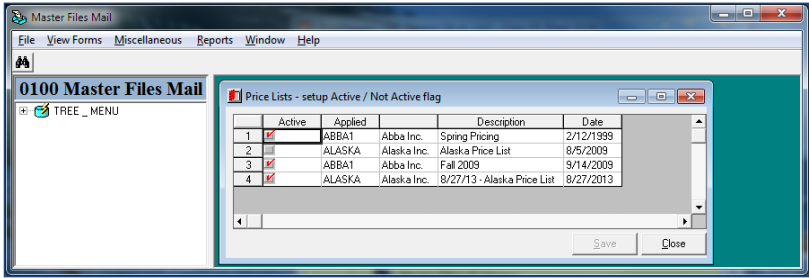 Master Files Mail
File View Forms Miscellaneous Reports Window Help
0100 Master Files Mail
TREE _ MENU
Price Lists - setup Active / Not Active flag
Active Applied Description Date
1 ABBA1 Abba Inc. Spring Pricing 2/12/1999
2 ALASKA Alaska Inc. Alaska Price List 8/5/2009
3 ABBA1 Abba Inc. Fall 2009 9/14/2009
4 ALASKA Alaska Inc. 8/27/13 - Alaska Price List 8/27/2013
Save Close